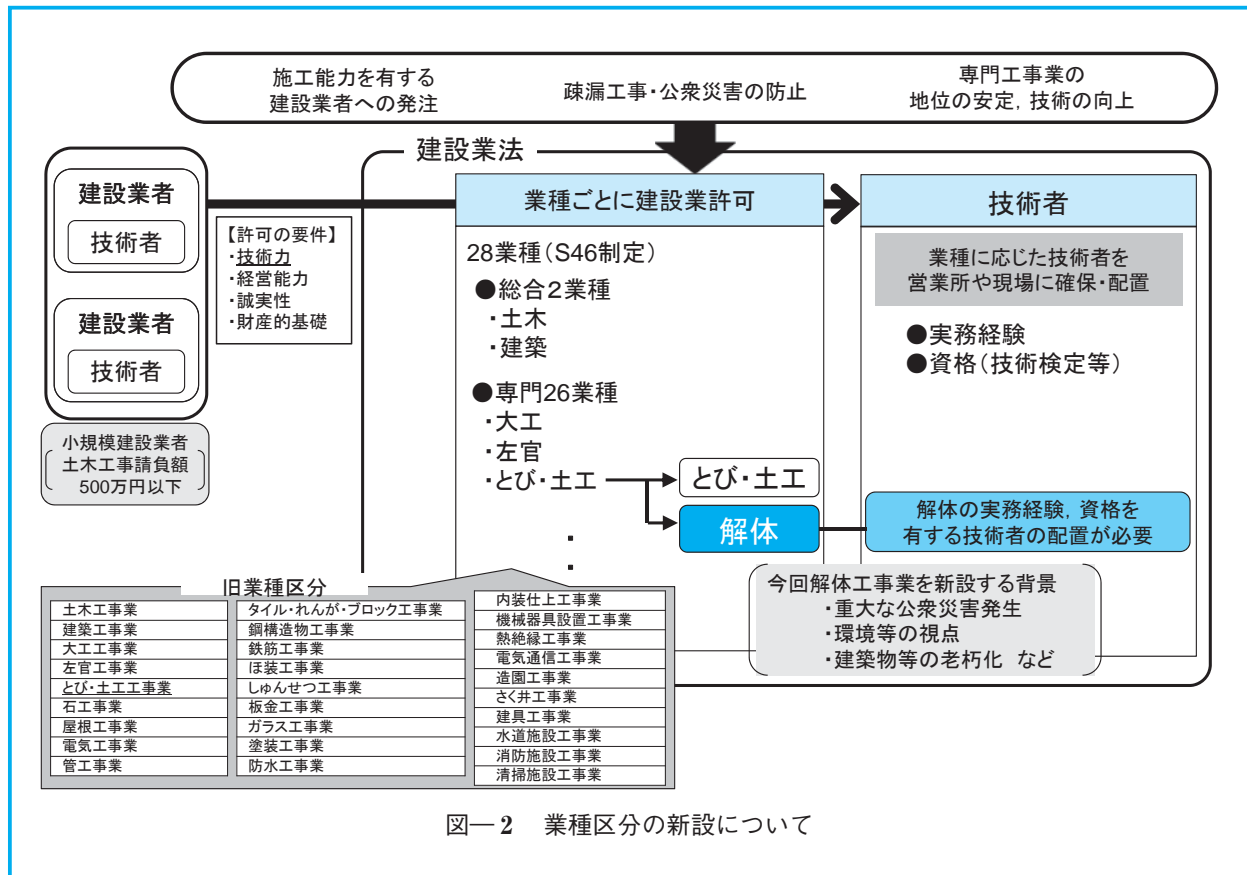 施工能力を有する
建設業者への発注
疎漏工事・公衆災害の防止
専門工事業の
地位の安定,技術の向上
建設業法
建設業者
技術者
建設業者
技術者
小規模建設業者
土木工事請負額
500万円以下
【許可の要件】
・技術力
・経営能力
・誠実性
・財産的基礎
業種ごとに建設業許可
28業種(S46制定)
●総合2業種
・土木
・建築
●専門26業種
・大工
・左官
・とび・土工
・
・
とび・土工
解体
技術者
業種に応じた技術者を
営業所や現場に確保・配置
●実務経験
●資格(技術検定等)
解体の実務経験,資格を
有する技術者の配置が必要
今回解体工事業を新設する背景
・重大な公衆災害発生
・環境等の視点
・建築物等の老朽化 など
旧業種区分
土木工事業
建築工事業
大工工事業
左官工事業
とび・土工工事業
石工事業
屋根工事業
電気工事業
管工事業
タイル・れんが・ブロック工事業
鋼構造物工事業
鉄筋工事業
ほ装工事業
しゅんせつ工事業
板金工事業
ガラス工事業
塗装工事業
防水工事業
内装仕上工事業
機械器具設置工事業
熱絶縁工事業
電気通信工事業
造園工事業
さく井工事業
建具工事業
水道施設工事業
消防施設工事業
清掃施設工事業
図―2 業種区分の新設について